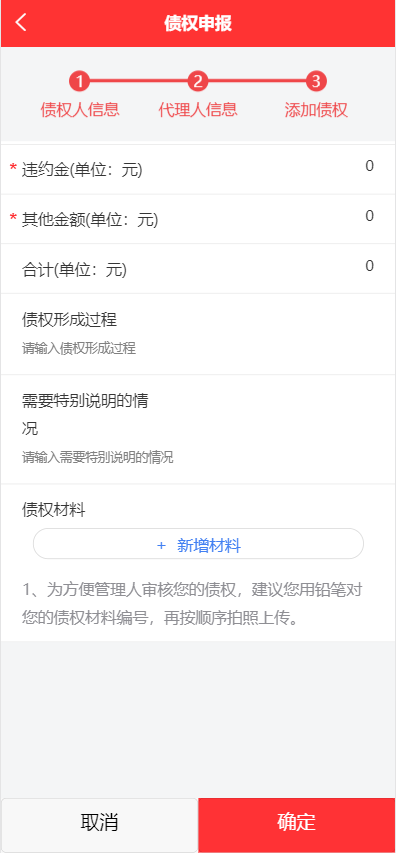 债权申报
1 2 3
债权人信息 代理人信息 添加债权
* 违约金(单位：元) 0
* 其他金额(单位：元) 0
合计(单位：元) 0
债权形成过程
请输入债权形成过程
需要特别说明的情
况
请输入需要特别说明的情况
债权材料
+ 新增材料
1、为方便管理人审核您的债权，建议您用铅笔对
您的债权材料编号，再按顺序拍照上传。
取消 确定